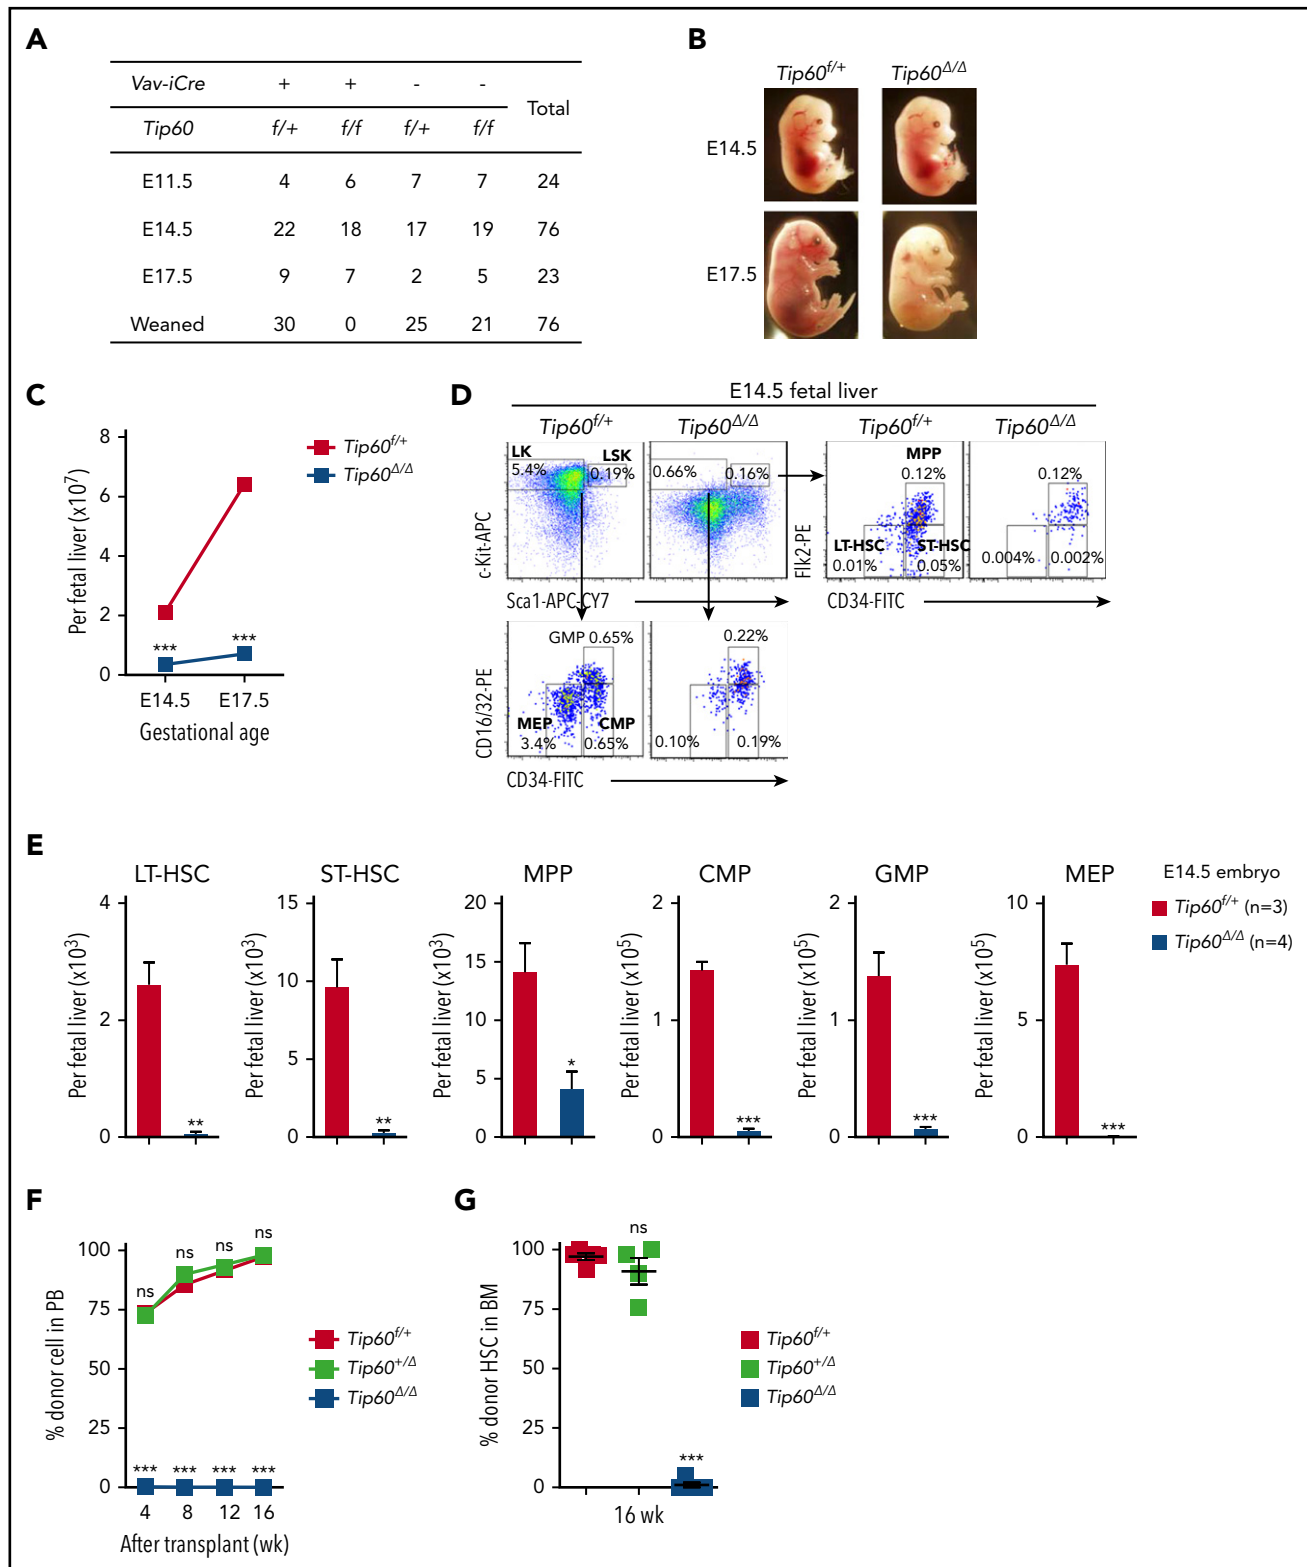 A
Vav-iCre + + - - Total
Tip60 f/+ f/f f/+ f/f
E11.5 4 6 7 7 24
E14.5 22 18 17 19 76
E17.5 9 7 2 5 23
Weaned 30 0 25 21 76
B
Tip60f/+ Tip60Δ/Δ
E14.5
E17.5
C
Per fetal liver (x10⁷)
8
6
4
2
0
*** ***
E14.5 E17.5
Gestational age
Tip60f/+
Tip60Δ/Δ
D
E14.5 fetal liver
Tip60f/+ Tip60Δ/Δ Tip60f/+ Tip60Δ/Δ
LK LSK
5.4% 0.19%
0.66% 0.16%
c-Kit-APC
Sca1-APC-CY7
MPP
0.12% 0.12%
LT-HSC ST-HSC
0.01% 0.05%
0.004% 0.002%
Flk2-PE
CD34-FITC
GMP 0.65%
0.22%
MEP CMP
3.4% 0.65%
0.10% 0.19%
CD16/32-PE
CD34-FITC
E
LT-HSC
Per fetal liver (x10³)
4
2
0
**
ST-HSC
Per fetal liver (x10³)
15
10
5
0
**
MPP
Per fetal liver (x10³)
20
15
10
5
0
*
CMP
Per fetal liver (x10⁵)
2
1
0
***
GMP
Per fetal liver (x10⁵)
2
1
0
***
MEP
Per fetal liver (x10⁵)
10
5
0
***
E14.5 embryo
Tip60f/+ (n=3)
Tip60Δ/Δ (n=4)
F
% donor cell in PB
100
75
50
25
0
ns ns ns ns
*** *** *** ***
4 8 12 16
After transplant (wk)
Tip60f/+
Tip60+/Δ
Tip60Δ/Δ
G
% donor HSC in BM
100
75
50
25
0
ns
***
16 wk
Tip60f/+
Tip60+/Δ
Tip60Δ/Δ